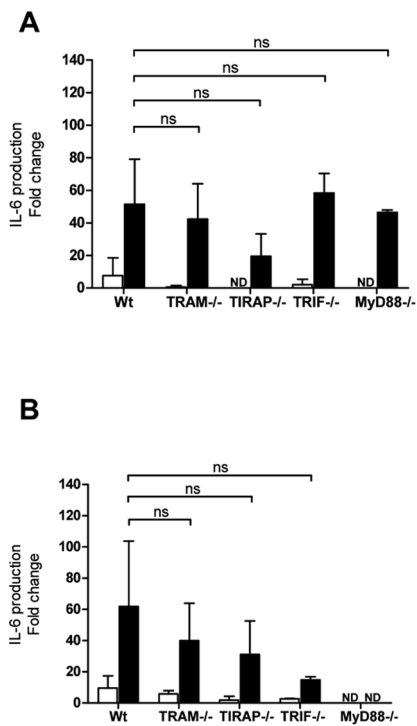 A
ns
ns
ns
ns
140
120
100
80
60
40
20
0
IL-6 production
Fold change
ND
ND
Wt TRAM-/- TIRAP-/- TRIF-/- MyD88-/-
B
ns
ns
ns
140
120
100
80
60
40
20
0
IL-6 production
Fold change
ND ND
Wt TRAM-/- TIRAP-/- TRIF-/- MyD88-/-